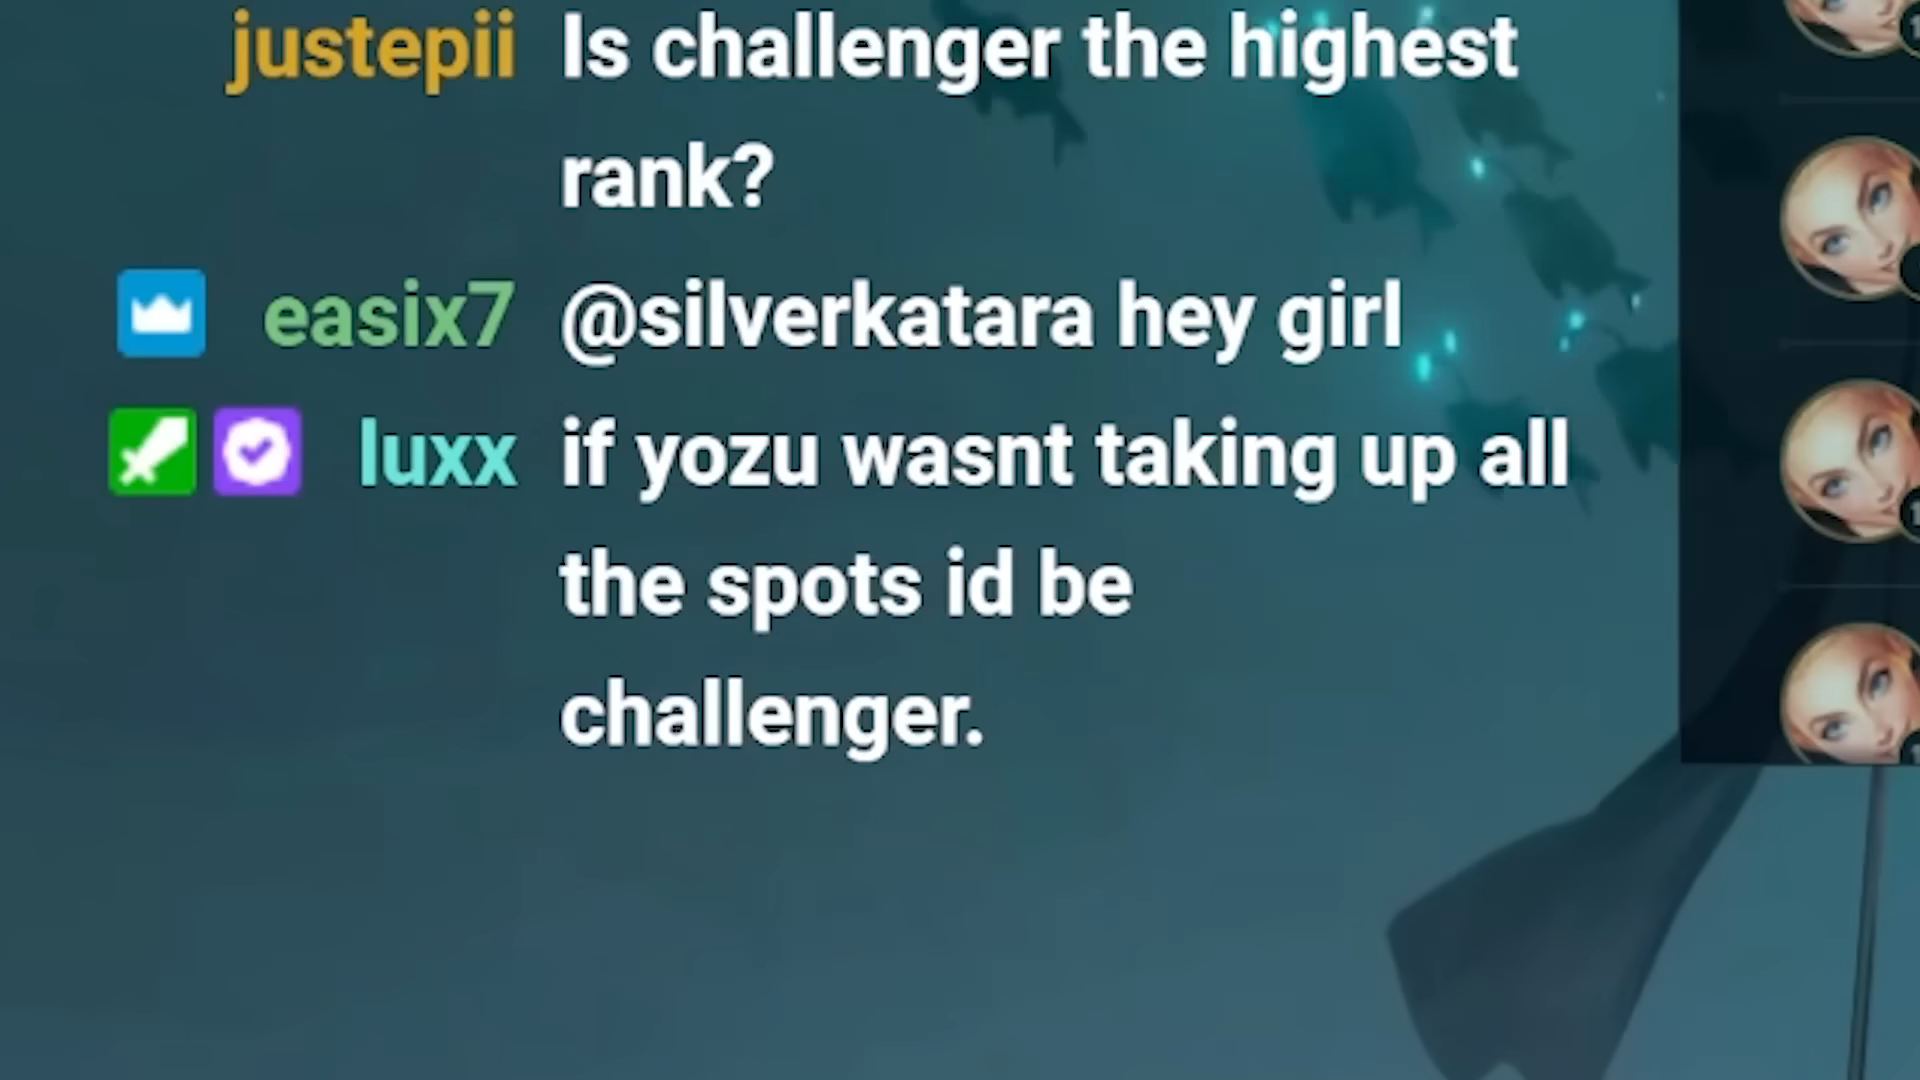 justepii Is challenger the highest
rank?
easix7 @silverkatara hey girl
luxx if yozu wasnt taking up all
the spots id be
challenger.